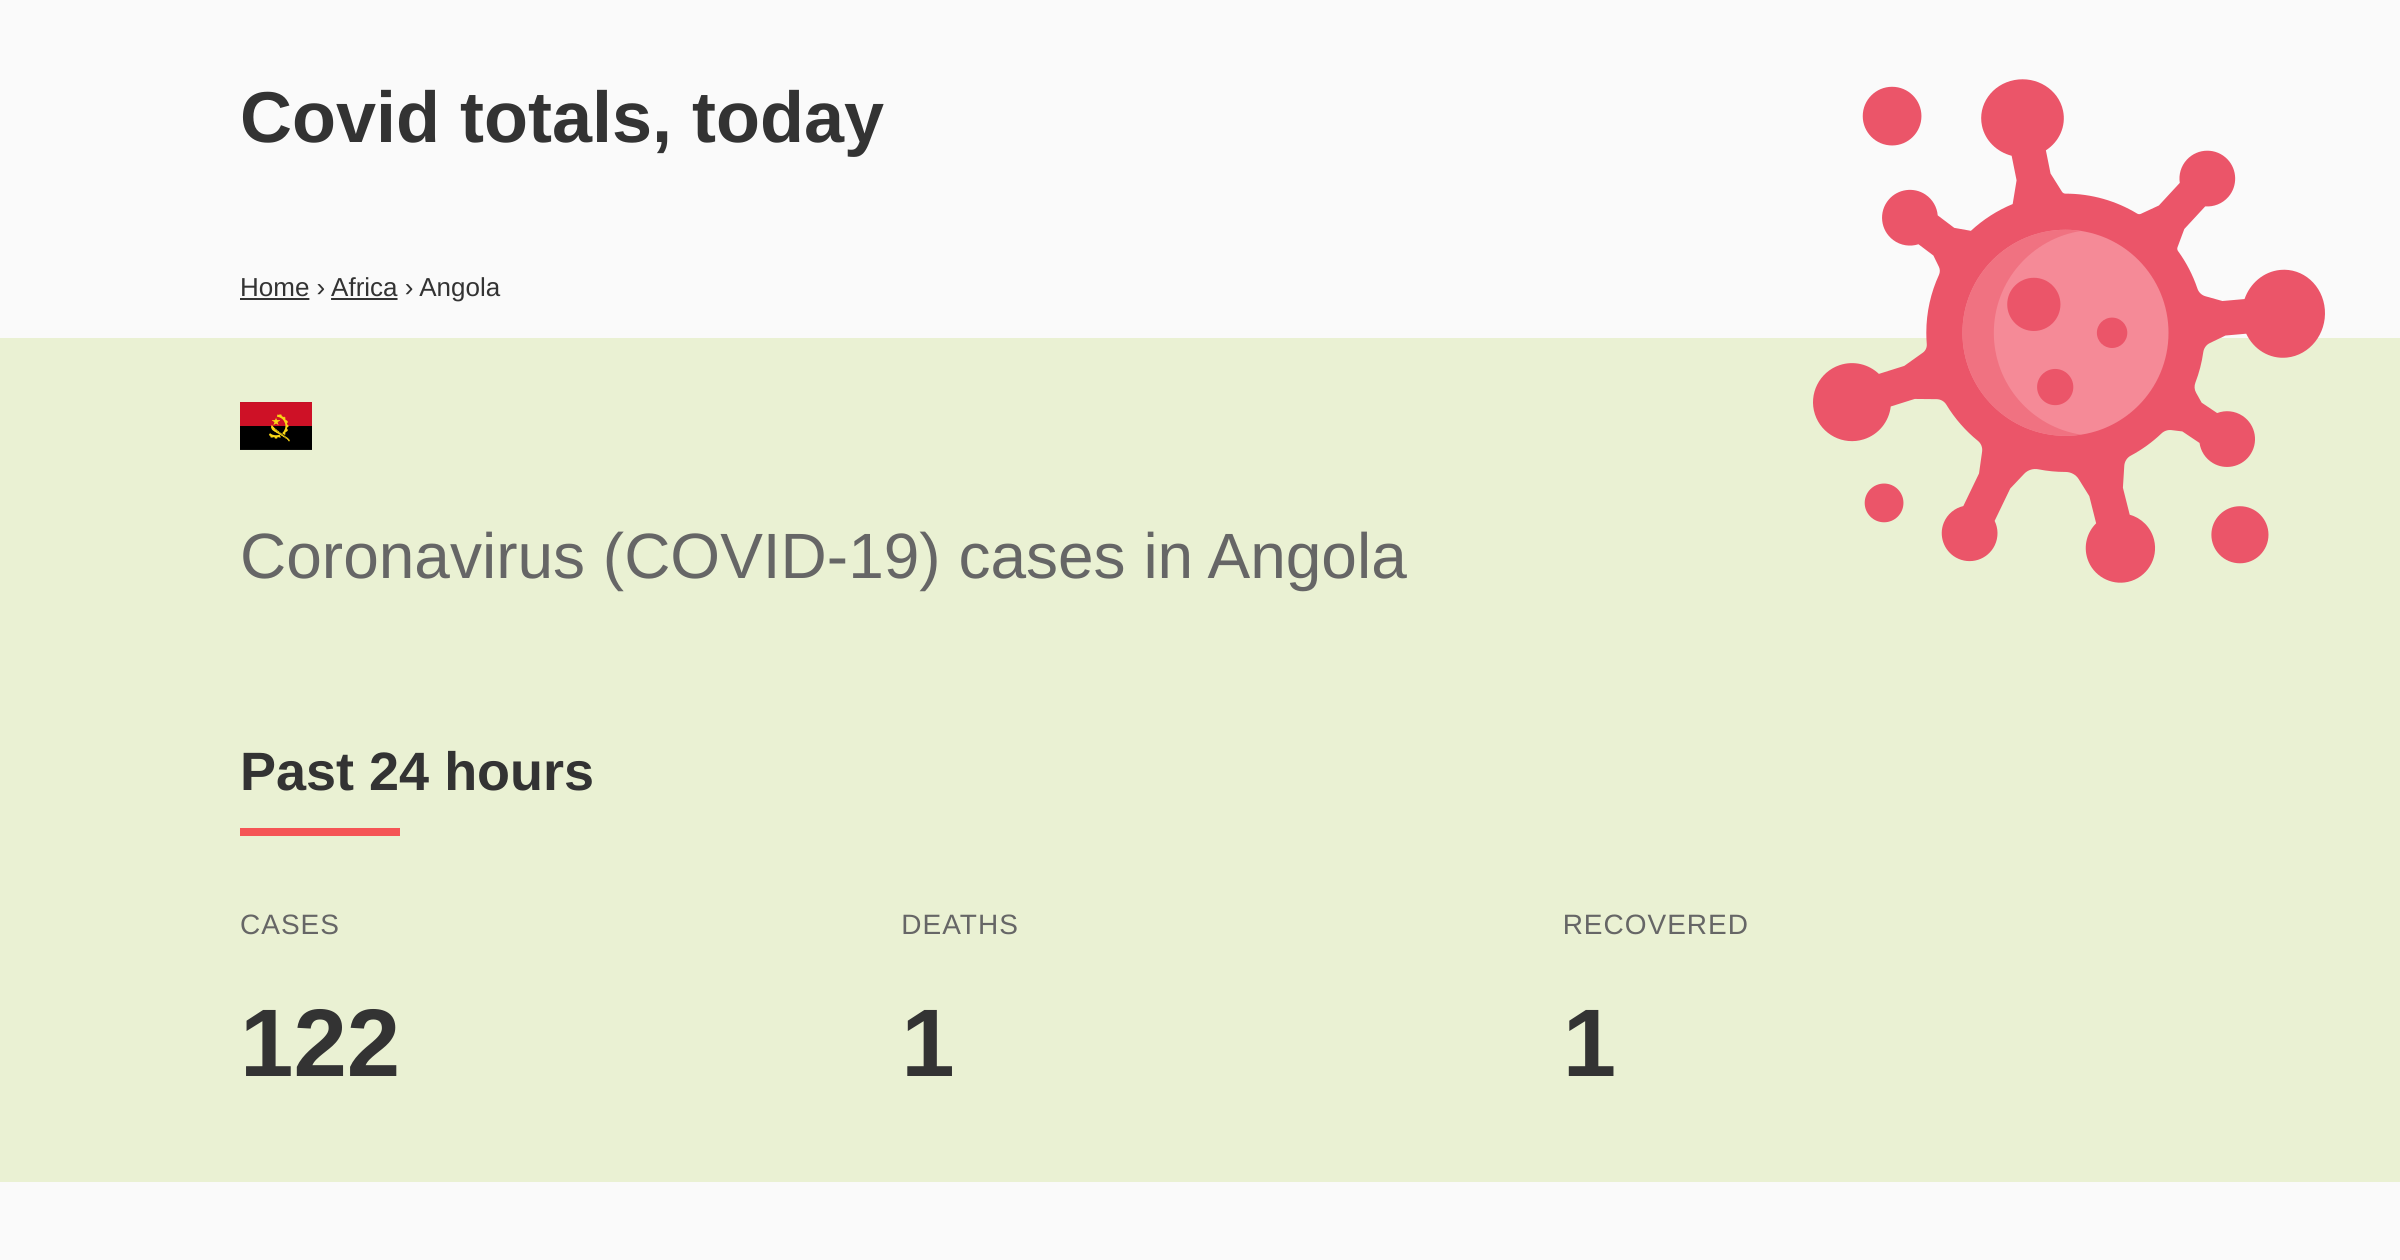 Covid totals, today
Home › Africa › Angola
Coronavirus (COVID-19) cases in Angola
Past 24 hours
CASES DEATHS RECOVERED
122 1 1